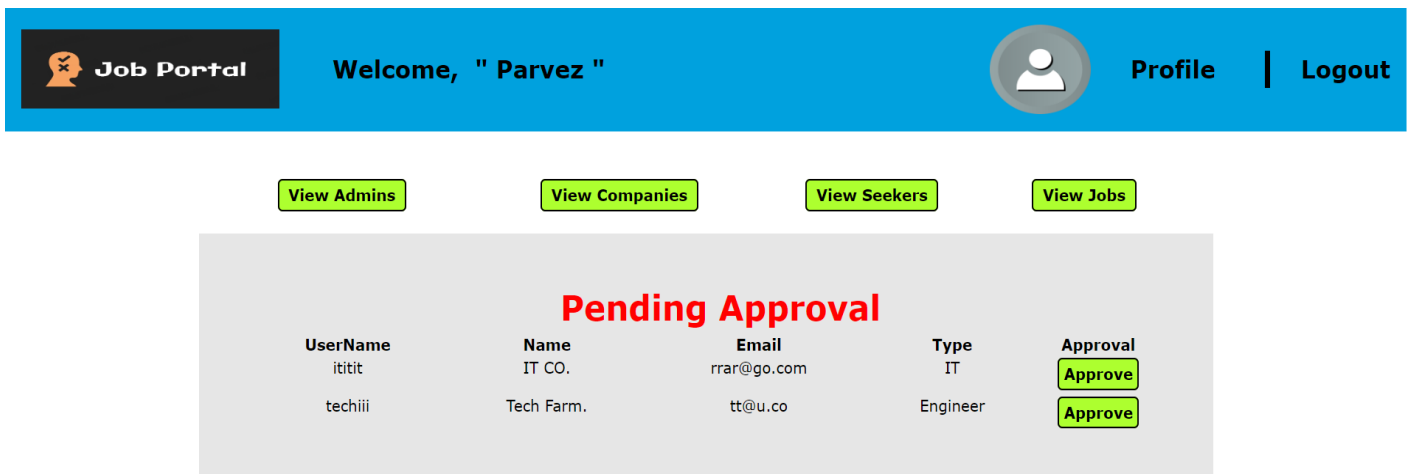 Job Portal Welcome, " Parvez " Profile | Logout
View Admins View Companies View Seekers View Jobs
Pending Approval
UserName Name Email Type Approval
ititit IT CO. rrar@go.com IT Approve
techiii Tech Farm. tt@u.co Engineer Approve